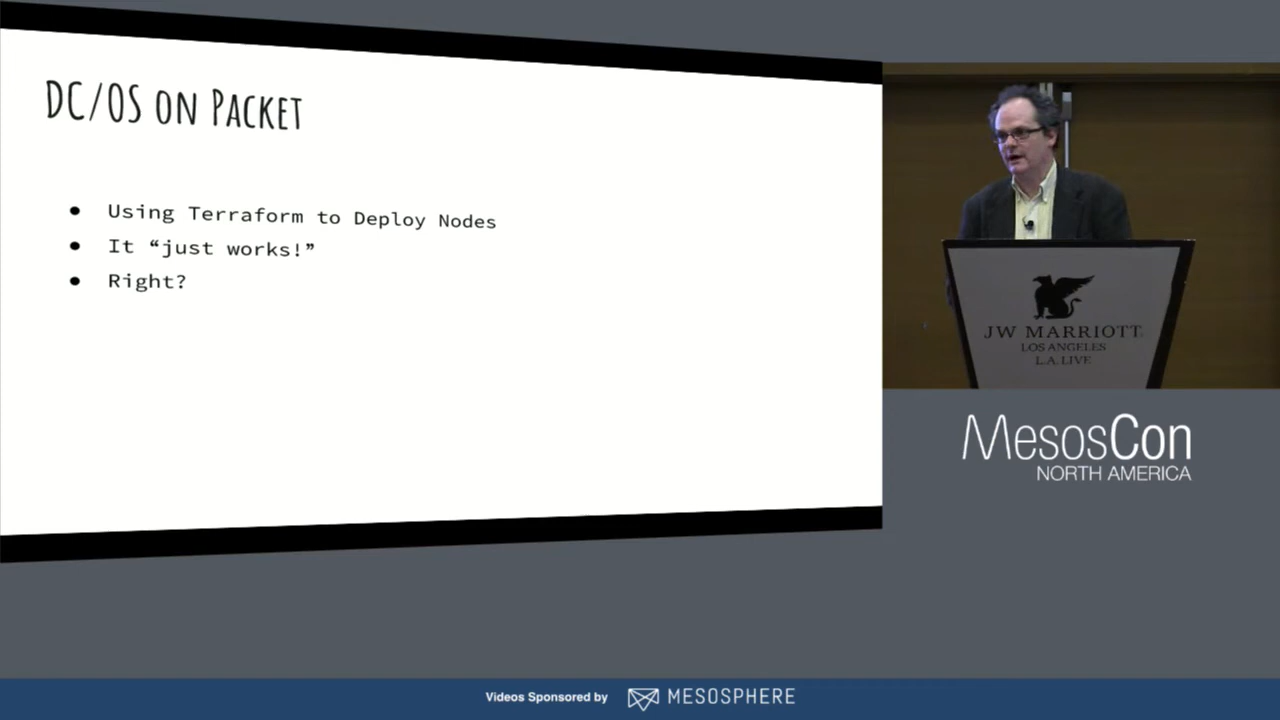 DC/OS ON PACKET
● Using Terraform to Deploy Nodes
● It “just works!”
● Right?
JW MARRIOTT
LOS ANGELES
L.A. LIVE
MesosCon
NORTH AMERICA
Videos Sponsored by MESOSPHERE